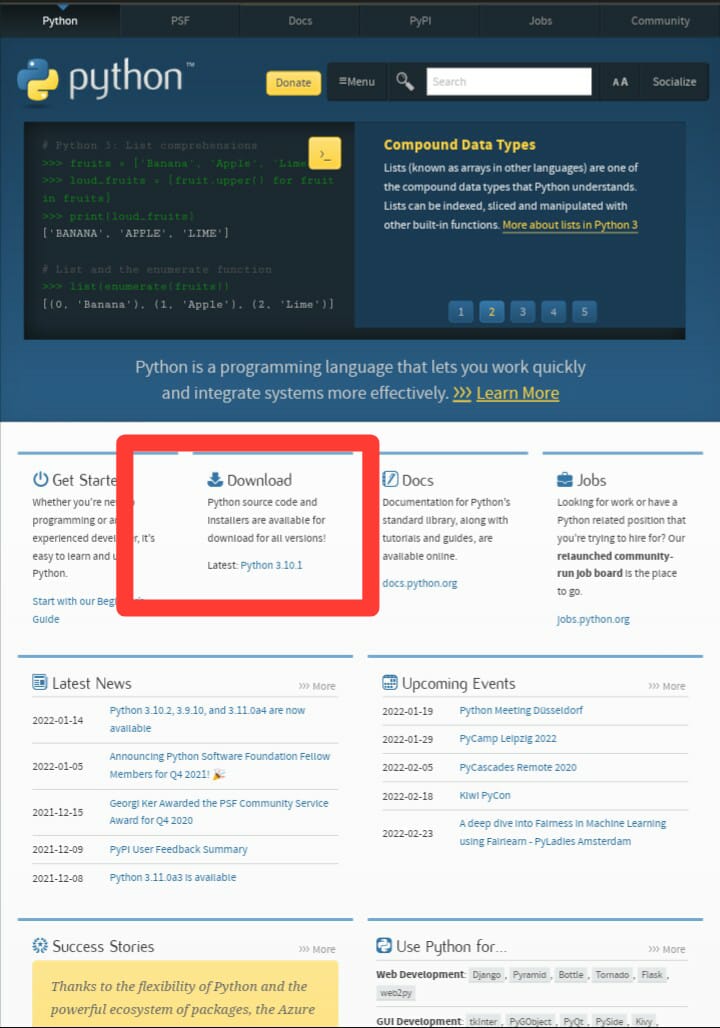 Python
PSF
Docs
PyPI
Jobs
Community
python™
Donate
≡Menu
Search
A A
Socialize
# Python 3: List comprehensions
>>> fruits = ['Banana', 'Apple', 'Lime
>>> loud_fruits = [fruit.upper() for fruit
in fruits]
>>> print(loud_fruits)
['BANANA', 'APPLE', 'LIME']
# List and the enumerate function
>>> list(enumerate(fruits))
[(0, 'Banana'), (1, 'Apple'), (2, 'Lime')]
>_
Compound Data Types
Lists (known as arrays in other languages) are one of
the compound data types that Python understands.
Lists can be indexed, sliced and manipulated with
other built-in functions. More about lists in Python 3
1 2 3 4 5
Python is a programming language that lets you work quickly
and integrate systems more effectively. >>> Learn More
Get Starte
Whether you're ne
programming or a
experienced devel r, it's
easy to learn and u
Python.
Start with our Beg
Guide
Download
Python source code and
installers are available for
download for all versions!
Latest: Python 3.10.1
Docs
Documentation for Python's
standard library, along with
tutorials and guides, are
available online.
docs.python.org
Jobs
Looking for work or have a
Python related position that
you're trying to hire for? Our
relaunched community-
run job board is the place
to go.
jobs.python.org
Latest News
>>> More
2022-01-14 Python 3.10.2, 3.9.10, and 3.11.0a4 are now
available
2022-01-05 Announcing Python Software Foundation Fellow
Members for Q4 2021! 🎉
2021-12-15 Georgi Ker Awarded the PSF Community Service
Award for Q4 2020
2021-12-09 PyPI User Feedback Summary
2021-12-08 Python 3.11.0a3 is available
Upcoming Events
>>> More
2022-01-19 Python Meeting Düsseldorf
2022-01-29 PyCamp Leipzig 2022
2022-02-05 PyCascades Remote 2020
2022-02-18 Kiwi PyCon
2022-02-23 A deep dive into Fairness in Machine Learning
using Fairlearn - PyLadies Amsterdam
Success Stories
>>> More
Thanks to the flexibility of Python and the
powerful ecosystem of packages, the Azure
Use Python for...
>>> More
Web Development: Django , Pyramid , Bottle , Tornado , Flask ,
web2py
GUI Development: tkInter , PyGObject , PyQt , PySide , Kivy ,